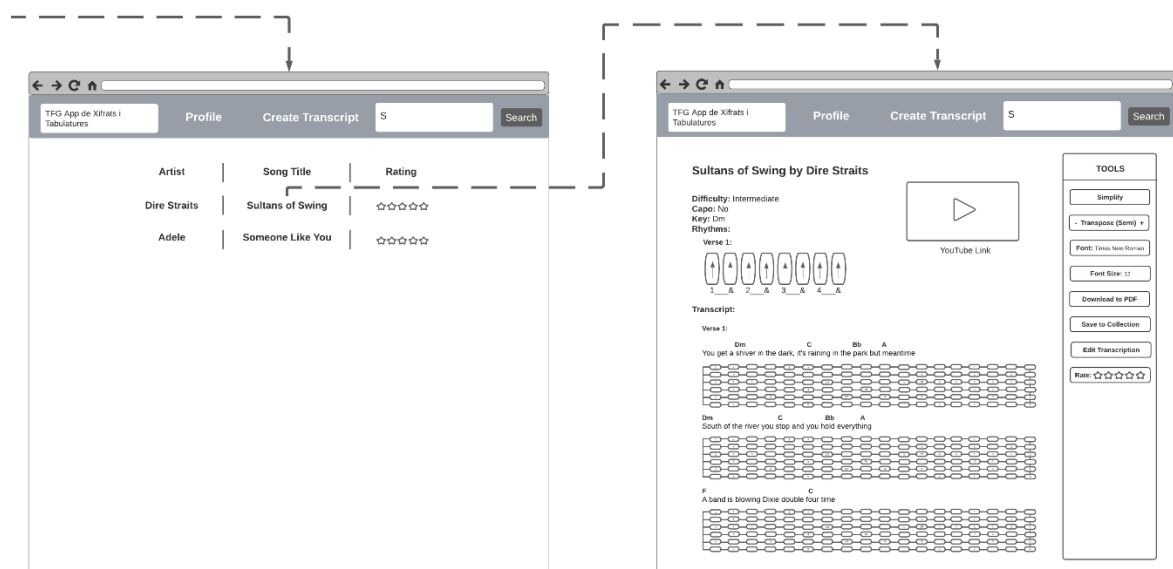 TFG App de Xifrats i
Tabulatures
Profile
Create Transcript
S
Search
Artist
Song Title
Rating
Dire Straits
Sultans of Swing
Adele
Someone Like You
TFG App de Xifrats i
Tabulatures
Profile
Create Transcript
S
Search
Sultans of Swing by Dire Straits
Difficulty: Intermediate
Capo: No
Key: Dm
Rhythms:
Verse 1:
1___& 2___& 3___& 4___&
YouTube Link
Transcript:
Verse 1:
Dm C Bb A
You get a shiver in the dark, it's raining in the park but meantime
Dm C Bb A
South of the river you stop and you hold everything
F C
A band is blowing Dixie double four time
TOOLS
Simplify
- Transpose (Semi) +
Font: Times New Roman
Font Size: 12
Download to PDF
Save to Collection
Edit Transcription
Rate: